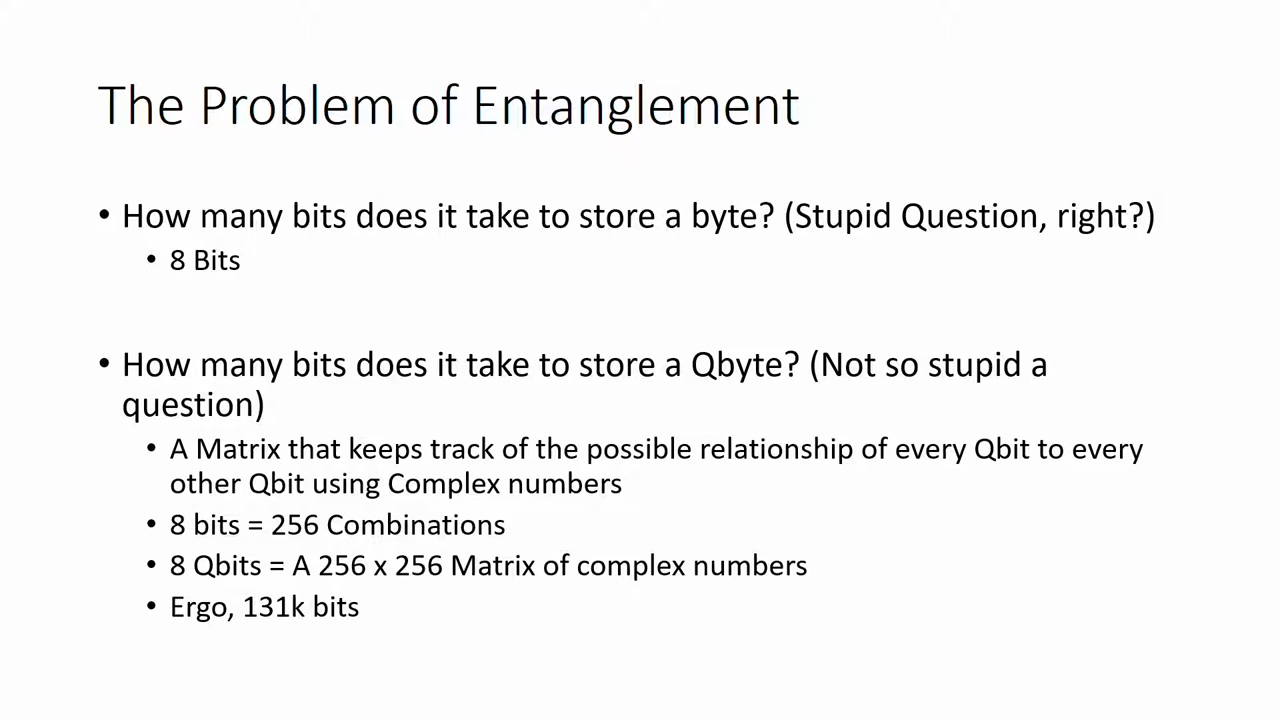 The Problem of Entanglement
• How many bits does it take to store a byte? (Stupid Question, right?)
• 8 Bits
• How many bits does it take to store a Qbyte? (Not so stupid a
question)
• A Matrix that keeps track of the possible relationship of every Qbit to every
other Qbit using Complex numbers
• 8 bits = 256 Combinations
• 8 Qbits = A 256 x 256 Matrix of complex numbers
• Ergo, 131k bits